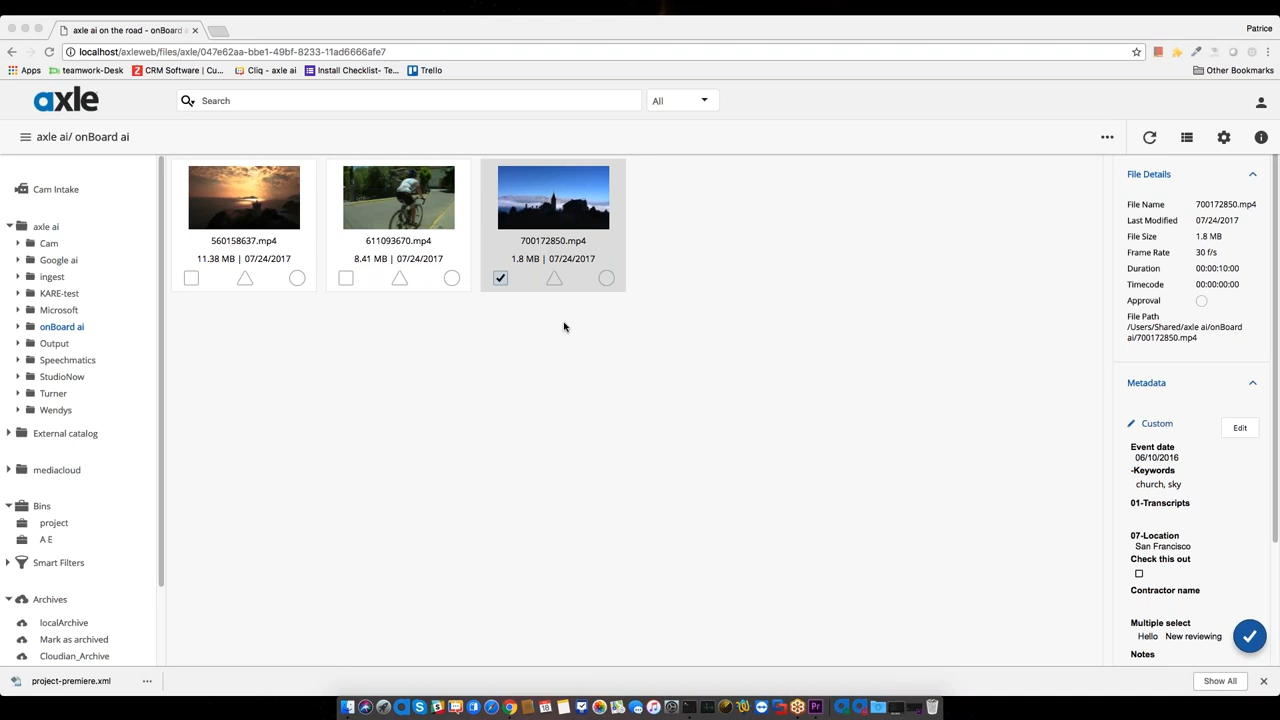 axle ai on the road - onBoard
Patrice
localhost/axleweb/files/axle/047e62aa-bbe1-49bf-8233-11ad6666afe7
Apps teamwork-Desk CRM Software | Cu... Cliq - axle ai Install Checklist- Te... Trello Other Bookmarks
axle Search All
axle ai/ onBoard ai
Cam Intake
axle ai
Cam
Google ai
ingest
KARE-test
Microsoft
onBoard ai
Output
Speechmatics
StudioNow
Turner
Wendys
External catalog
mediacloud
Bins
project
A E
Smart Filters
Archives
localArchive
Mark as archived
Cloudian_Archive
560158637.mp4
11.38 MB | 07/24/2017
611093670.mp4
8.41 MB | 07/24/2017
700172850.mp4
1.8 MB | 07/24/2017
File Details
File Name 700172850.mp4
Last Modified 07/24/2017
File Size 1.8 MB
Frame Rate 30 f/s
Duration 00:00:10:00
Timecode 00:00:00:00
Approval
File Path
/Users/Shared/axle ai/onBoard
ai/700172850.mp4
Metadata
Custom Edit
Event date
06/10/2016
-Keywords
church, sky
01-Transcripts
07-Location
San Francisco
Check this out
Contractor name
Multiple select
Hello New reviewing
Notes
project-premiere.xml Show All